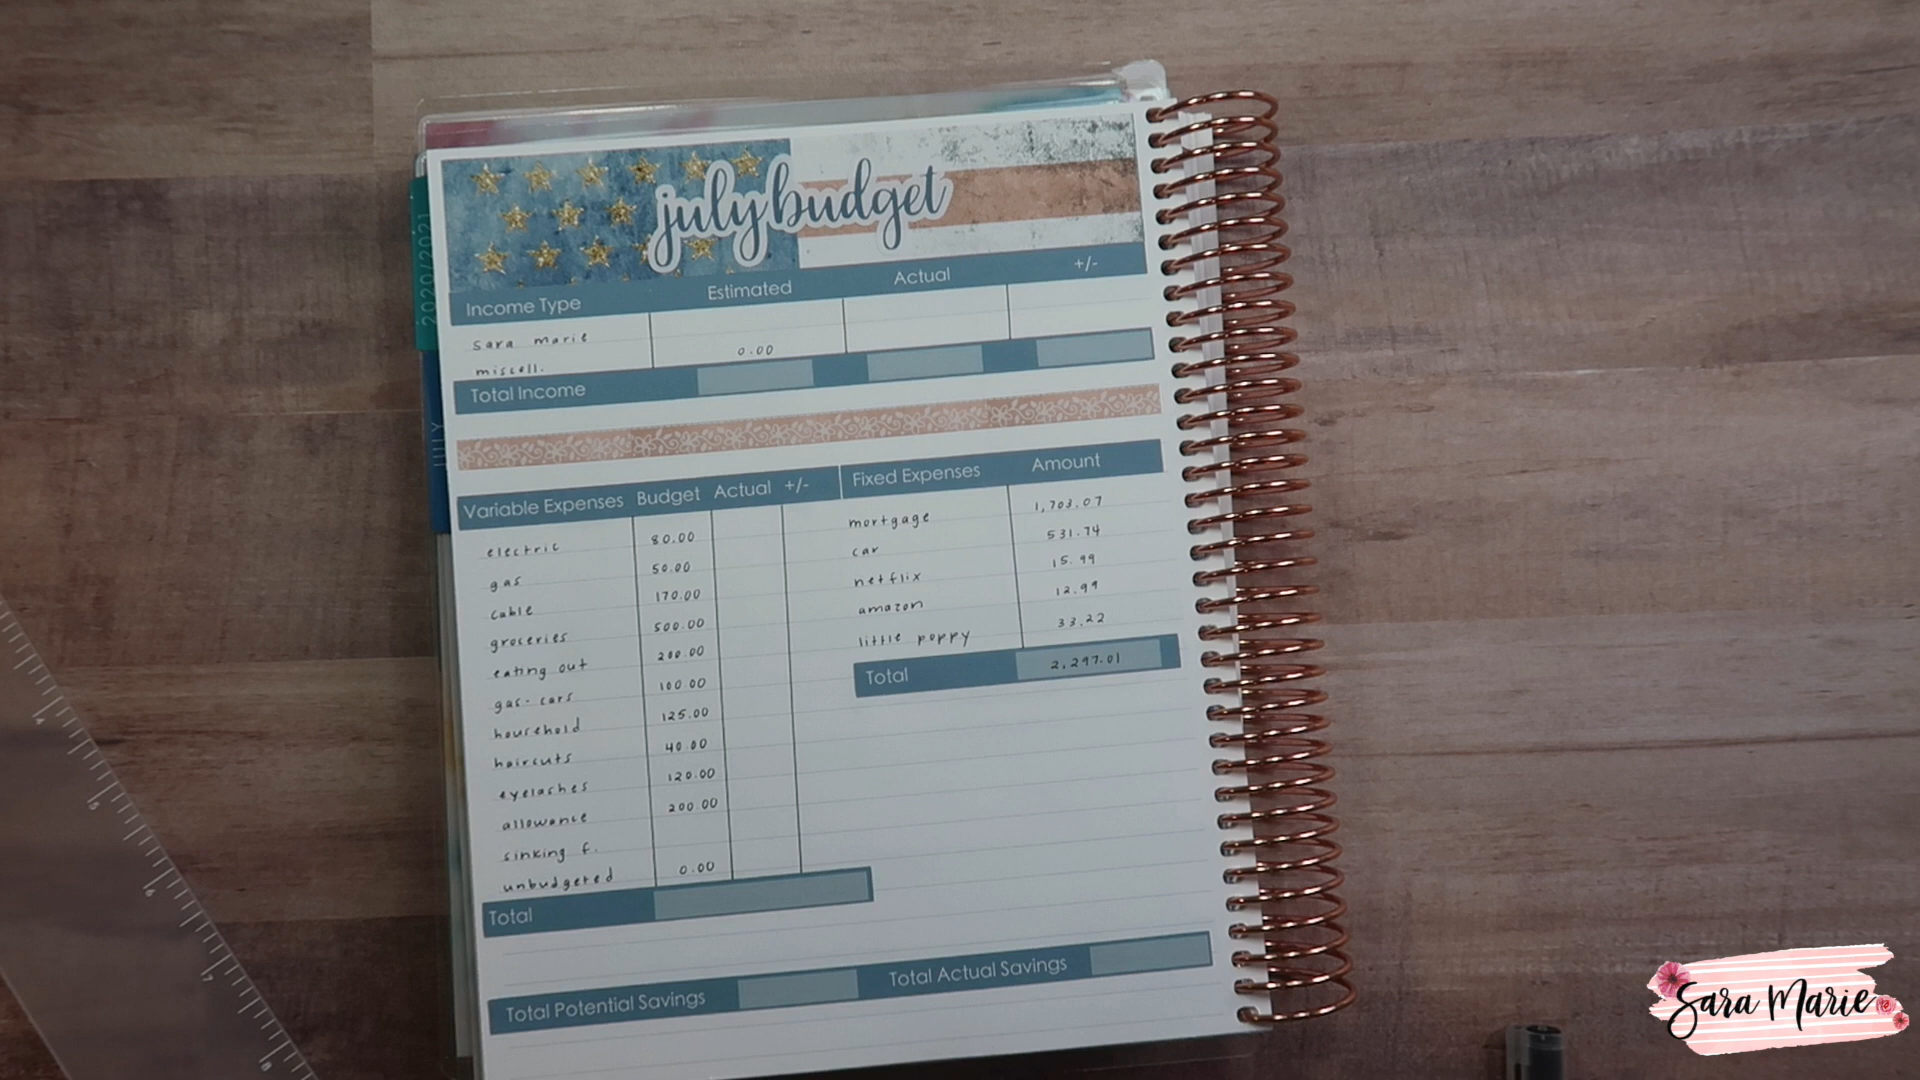 july budget
Income Type Estimated Actual +/-
sara marie
miscell. 0.00
Total Income
Variable Expenses Budget Actual +/-
electric 80.00
gas 50.00
cable 170.00
groceries 500.00
eating out 200.00
gas-cars 100.00
household 125.00
haircuts 40.00
eyelashes 120.00
allowance 200.00
sinking f.
unbudgeted 0.00
Total
Fixed Expenses Amount
mortgage 1,703.07
car 531.74
netflix 15.99
amazon 12.99
little poppy 33.22
Total 2,297.01
Total Potential Savings Total Actual Savings
2020/2021
JULY
Sara Marie